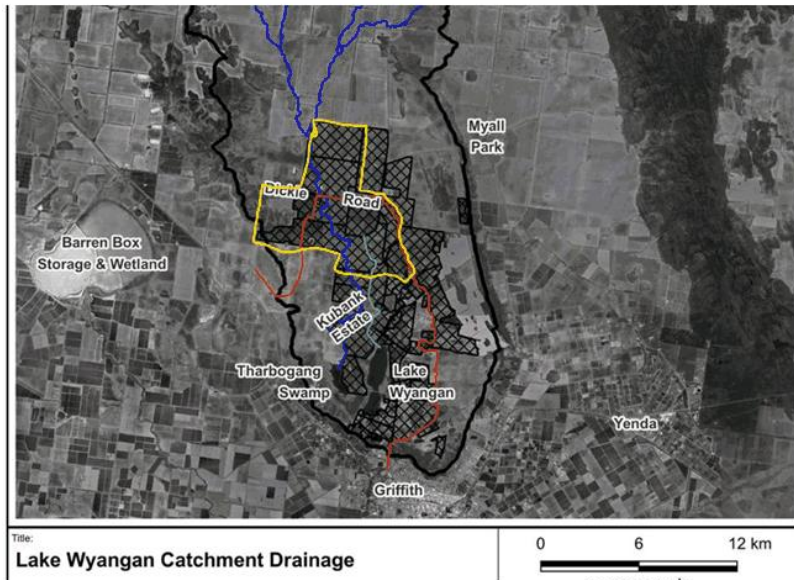 Myall
Park
Dickie
Road
Barren Box
Storage & Wetland
Kubank
Estate
Tharbogang
Swamp
Lake
Wyangan
Yenda
Griffith
Title:
Lake Wyangan Catchment Drainage
0 6 12 km